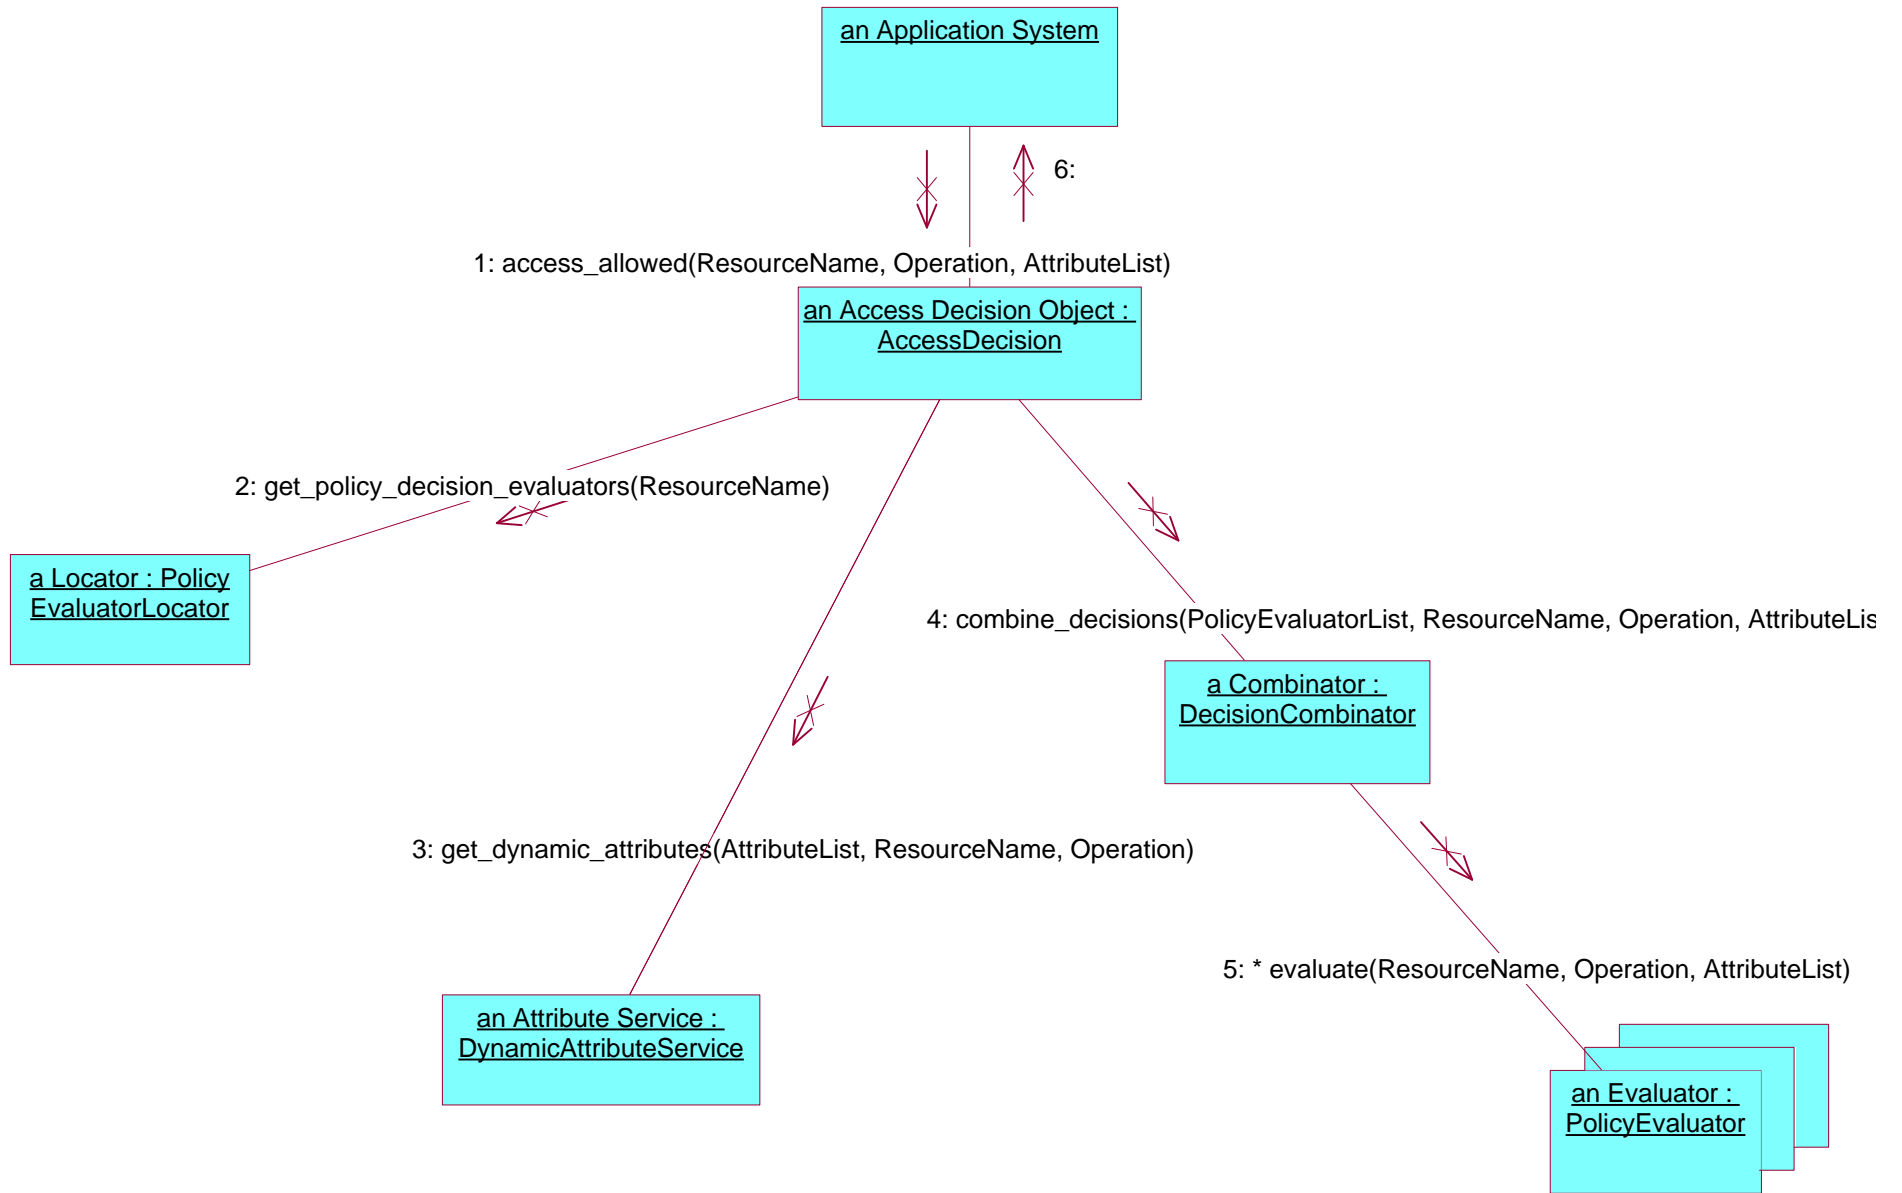 an Application System
6:
1: access_allowed(ResourceName, Operation, AttributeList)
an Access Decision Object :
AccessDecision
2: get_policy_decision_evaluators(ResourceName)
a Locator : Policy
EvaluatorLocator
4: combine_decisions(PolicyEvaluatorList, ResourceName, Operation, AttributeLis
a Combinator :
DecisionCombinator
3: get_dynamic_attributes(AttributeList, ResourceName, Operation)
5: * evaluate(ResourceName, Operation, AttributeList)
an Attribute Service :
DynamicAttributeService
an Evaluator :
PolicyEvaluator